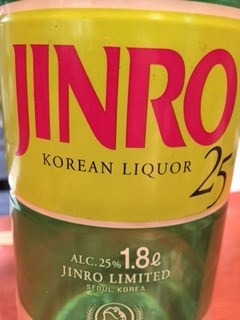 JINRO
KOREAN LIQUOR 25
ALC.25% 1.8ℓ
JINRO LIMITED
SEOUL, KOREA